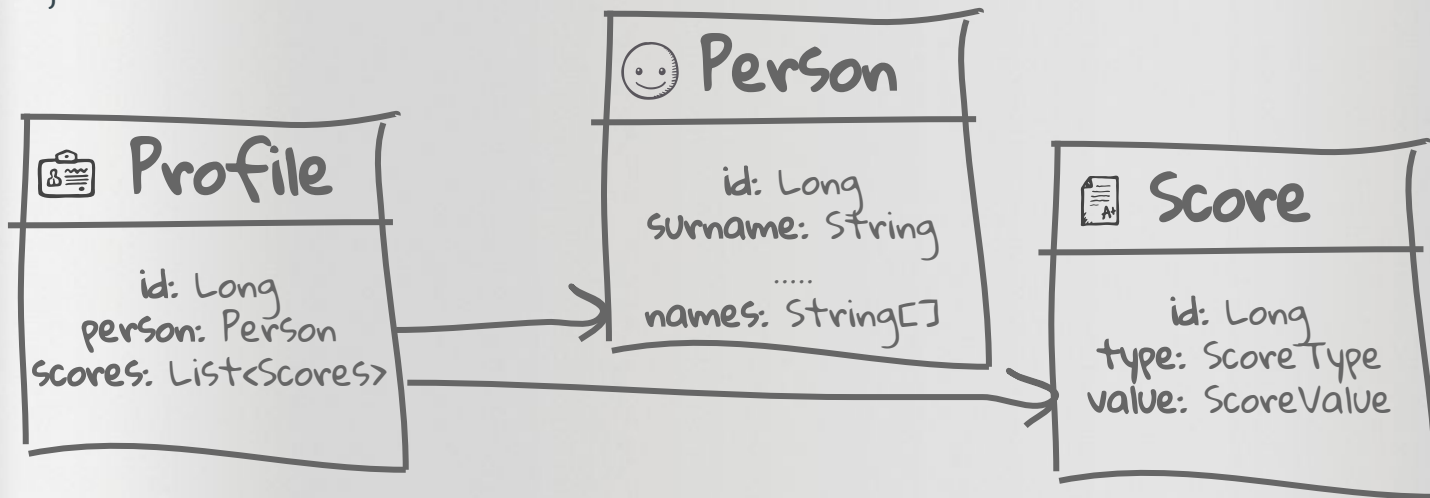 Profile
id: Long
person: Person
scores: List<Scores>
Person
id: Long
surname: String
.....
names: String[]
A+
Score
id: Long
type: ScoreType
value: ScoreValue